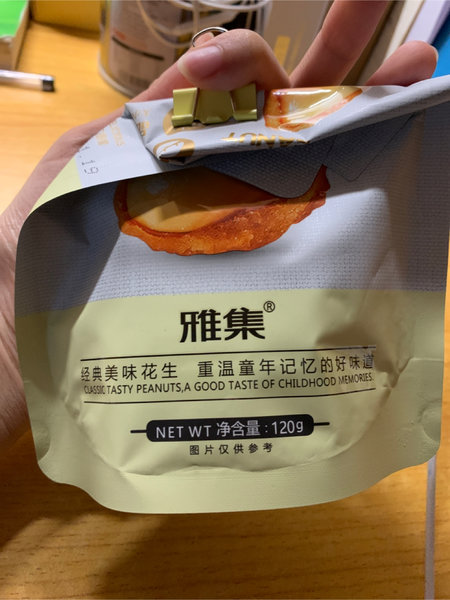 雅集®
经典美味花生 重温童年记忆的好味道
CLASSIC TASTY PEANUTS,A GOOD TASTE OF CHILDHOOD MEMORIES.
NET WT 净含量:120g
图片仅供参考